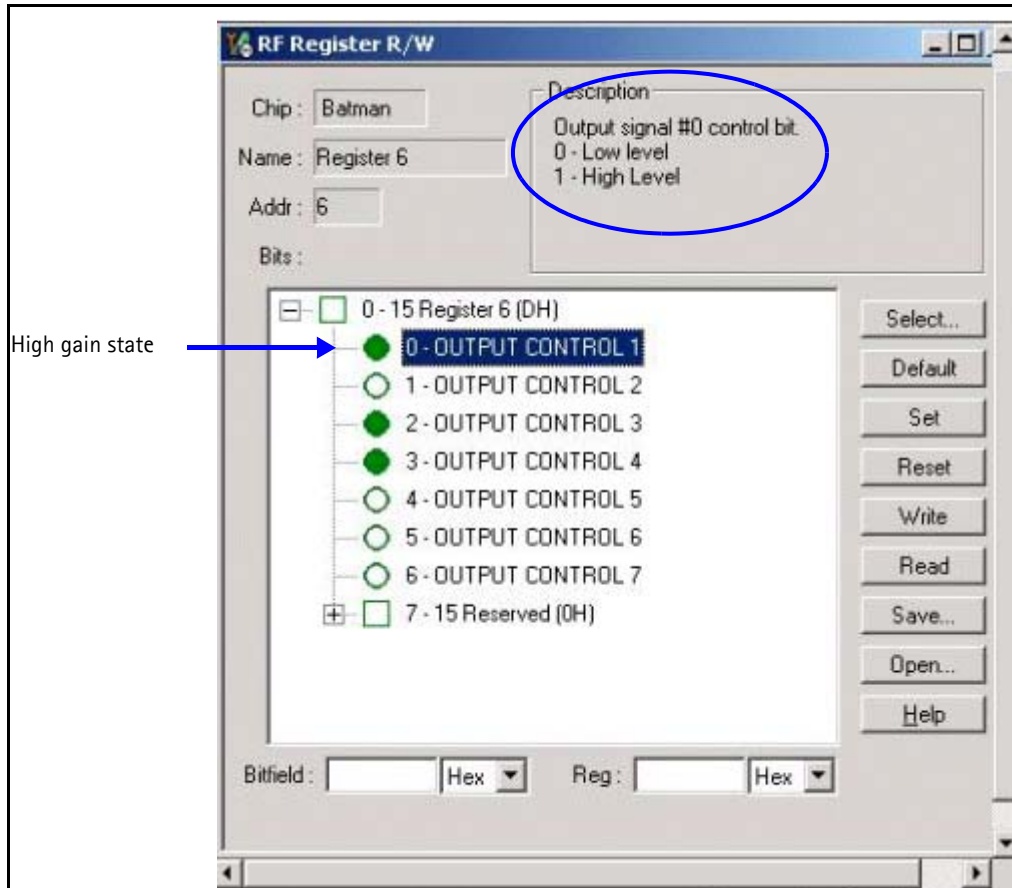 RF Register R/W
Chip : Batman
Name : Register 6
Addr : 6
Bits :
Description
Output signal #0 control bit.
0 - Low level
1 - High Level
High gain state
0 - 15 Register 6 (DH)
0 - OUTPUT CONTROL 1
1 - OUTPUT CONTROL 2
2 - OUTPUT CONTROL 3
3 - OUTPUT CONTROL 4
4 - OUTPUT CONTROL 5
5 - OUTPUT CONTROL 6
6 - OUTPUT CONTROL 7
7 - 15 Reserved (0H)
Select...
Default
Set
Reset
Write
Read
Save...
Open...
Help
Bitfield : Hex Reg : Hex